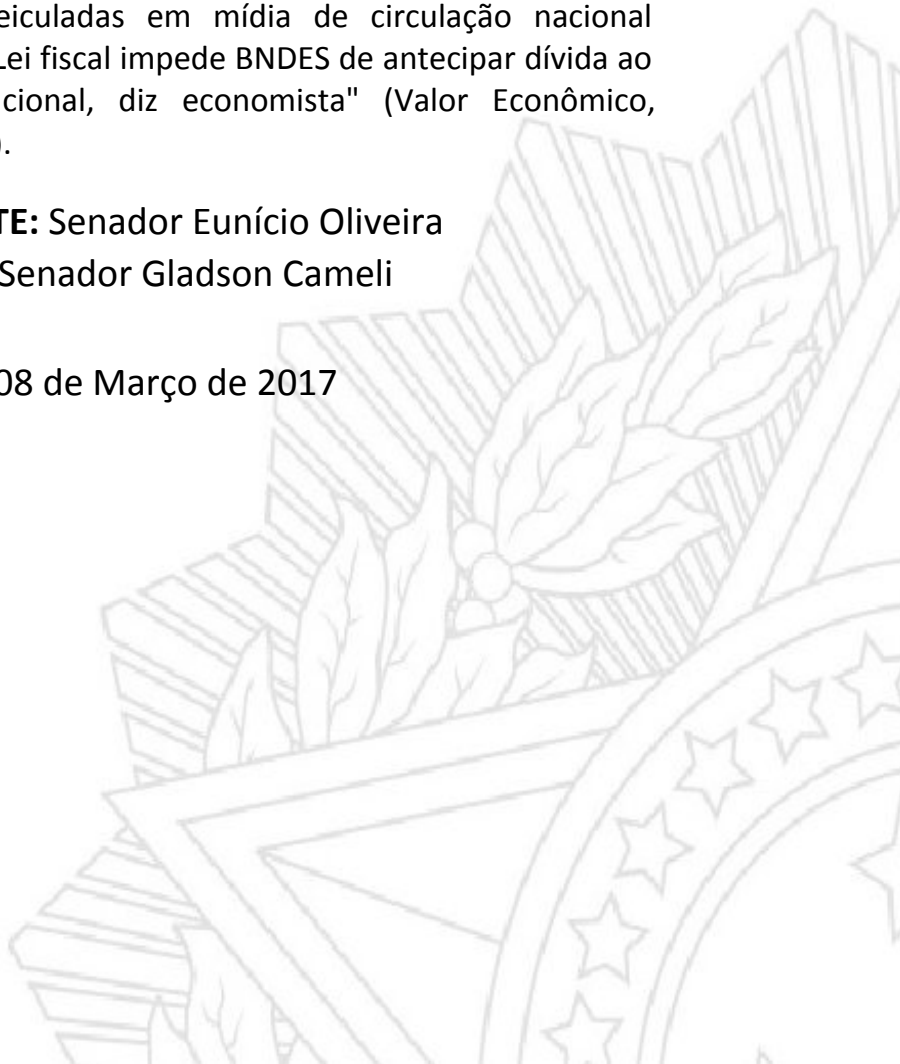 eiculadas em mídia de circulação nacional
Lei fiscal impede BNDES de antecipar dívida ao
cional, diz economista" (Valor Econômico,
).
TE: Senador Eunício Oliveira
Senador Gladson Cameli
08 de Março de 2017